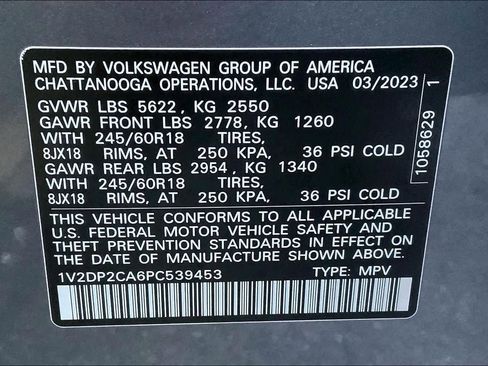 MFD BY VOLKSWAGEN GROUP OF AMERICA
CHATTANOOGA OPERATIONS, LLC. USA 03/2023
GVWR LBS 5622, KG 2550
GAWR FRONT LBS 2778, KG 1260
WITH 245/60R18 TIRES,
8JX18 RIMS, AT 250 KPA, 36 PSI COLD
GAWR REAR LBS 2954, KG 1340
WITH 245/60R18 TIRES,
8JX18 RIMS, AT 250 KPA, 36 PSI COLD
THIS VEHICLE CONFORMS TO ALL APPLICABLE
U.S. FEDERAL MOTOR VEHICLE SAFETY AND
THEFT PREVENTION STANDARDS IN EFFECT ON
THE DATE OF MANUFACTURE SHOWN ABOVE.
1V2DP2CA6PC539453 TYPE: MPV
1058629 1